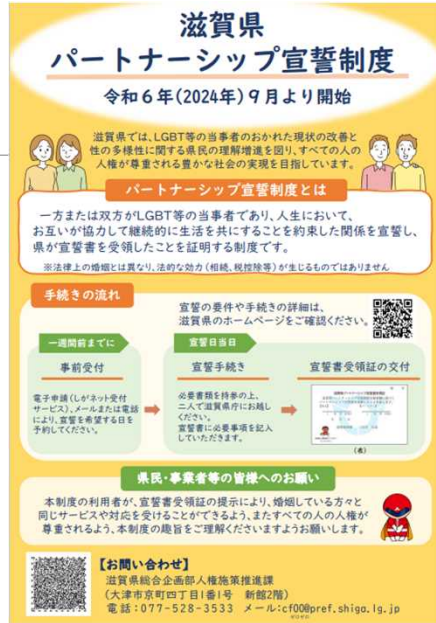 滋賀県
パートナーシップ宣誓制度
令和6年(2024年)9月より開始
滋賀県では、LGBT等の当事者のおかれた現状の改善と
性の多様性に関する県民の理解増進を図り、すべての人の
人権が尊重される豊かな社会の実現を目指しています。
パートナーシップ宣誓制度とは
一方または双方がLGBT等の当事者であり、人生において、
お互いが協力して継続的に生活を共にすることを約束した関係を宣誓し、
県が宣誓書を受領したことを証明する制度です。
※法律上の婚姻とは異なり、法的な効力(相続、税控除等)が生じるものではありません
手続きの流れ
宣誓の要件や手続きの詳細は、
滋賀県のホームページをご確認ください。
一週間前までに
事前受付
電子申請(しがネット受付
サービス)、メールまたは電話
により、宣誓を希望する日を
予約してください。
宣誓日当日
宣誓手続き
必要書類を持参の上、
二人で滋賀県庁にお越し
ください。
宣誓書に必要事項を記入
していただきます。
宣誓書受領証の交付
県民・事業者等の皆様へのお願い
本制度の利用者が、宣誓書受領証の提示により、婚姻している方々と
同じサービスや対応を受けることができるよう、またすべての人の人権が
尊重されるよう、本制度の趣旨をご理解くださいますようお願いします。
【お問い合わせ】
滋賀県総合企画部人権施策推進課
(大津市京町四丁目1番1号 新館2階)
電話:077-528-3533 メール:cf00@pref.shiga.lg.jp
ゼロゼロ